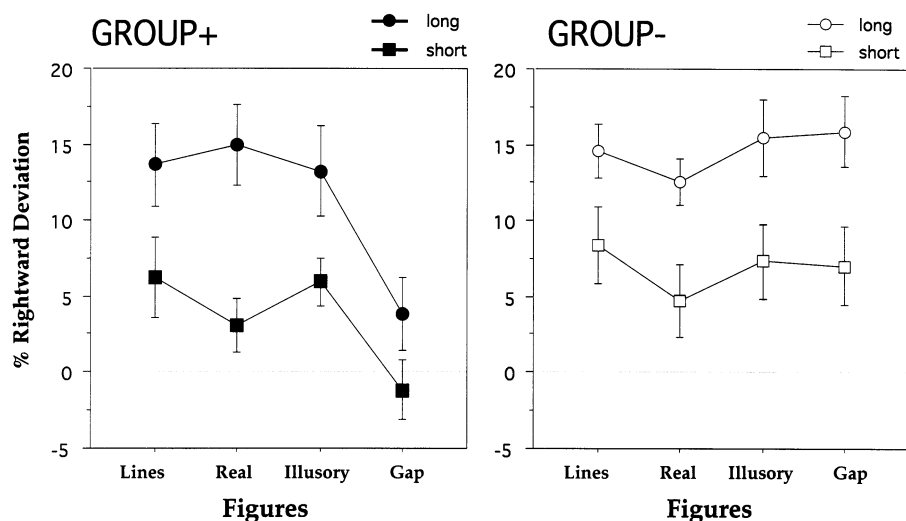 GROUP+
long
short
GROUP-
long
short
% Rightward Deviation
20
15
10
5
0
-5
Lines Real Illusory Gap
Figures
20
15
10
5
0
-5
Lines Real Illusory Gap
Figures